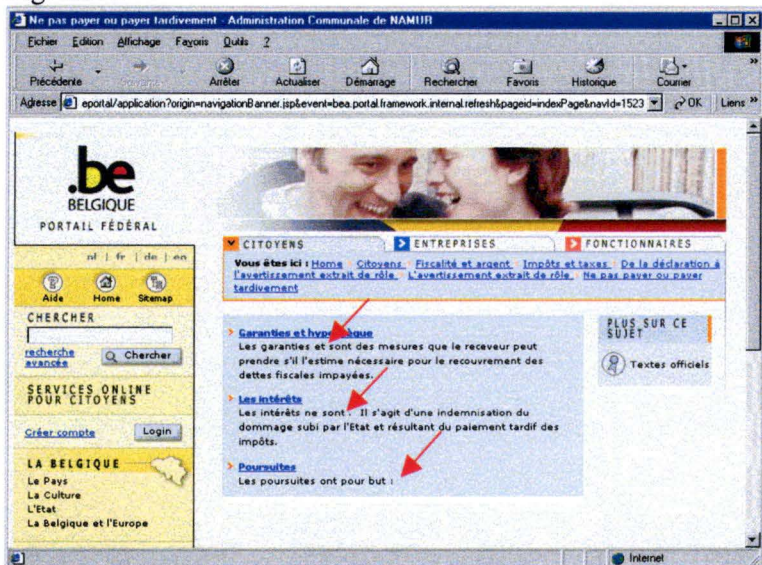 Ne pas payer ou payer tardivement - Administration Communale de NAMUR
Fichier Edition Affichage Favoris Outils ?
Précédente Suivante Arrêter Actualiser Démarrage Rechercher Favoris Historique Courrier »
Adresse eportal/application?origin=navigationBanner.jsp&event=bea.portal.framework.internal.refresh&pageid=indexPage&navId=1523 OK Liens »
.be
BELGIQUE
PORTAIL FÉDÉRAL
nl | fr | de | en
Aide Home Sitemap
CHERCHER
recherche avancée Chercher
SERVICES ONLINE
POUR CITOYENS
Créer compte Login
LA BELGIQUE
Le Pays
La Culture
L'Etat
La Belgique et l'Europe
CITOYENS ENTREPRISES FONCTIONNAIRES
Vous êtes ici : Home Citoyens Fiscalité et argent Impôts et taxes De la déclaration à
l'avertissement extrait de rôle L'avertissement extrait de rôle Ne pas payer ou payer
tardivement
Garanties et hypothèque
Les garanties et sont des mesures que le receveur peut
prendre s'il l'estime nécessaire pour le recouvrement des
dettes fiscales impayées.
Les intérêts
Les intérêts ne sont . Il s'agit d'une indemnisation du
dommage subi par l'Etat et résultant du paiement tardif des
impôts.
Poursuites
Les poursuites ont pour but :
PLUS SUR CE
SUJET
Textes officiels
Internet